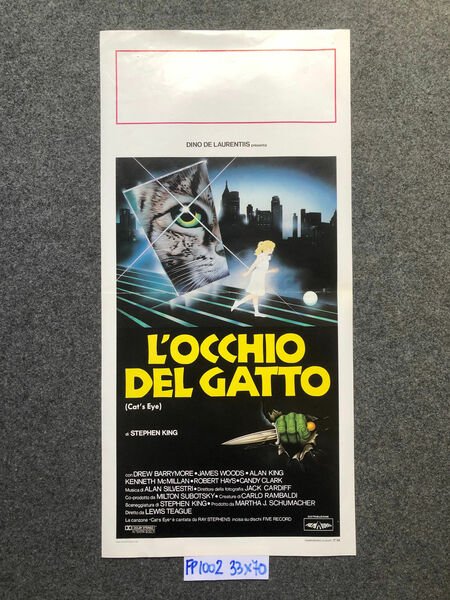 DINO DE LAURENTIIS presenta
L'OCCHIO
DEL GATTO
(Cat's Eye)
di STEPHEN KING
con DREW BARRYMORE • JAMES WOODS • ALAN KING
KENNETH McMILLAN • ROBERT HAYS • CANDY CLARK
Musica di ALAN SILVESTRI • Direttore della fotografia JACK CARDIFF
Co-prodotto da MILTON SUBOTSKY • Creature di CARLO RAMBALDI
Sceneggiatura di STEPHEN KING • Prodotto da MARTHA J. SCHUMACHER
Diretto da LEWIS TEAGUE
La canzone "Cat's Eye" è cantata da RAY STEPHENS incisa su dischi FIVE RECORD
DOLBY STEREO
DISTRIBUZIONE
PP1002 33x70